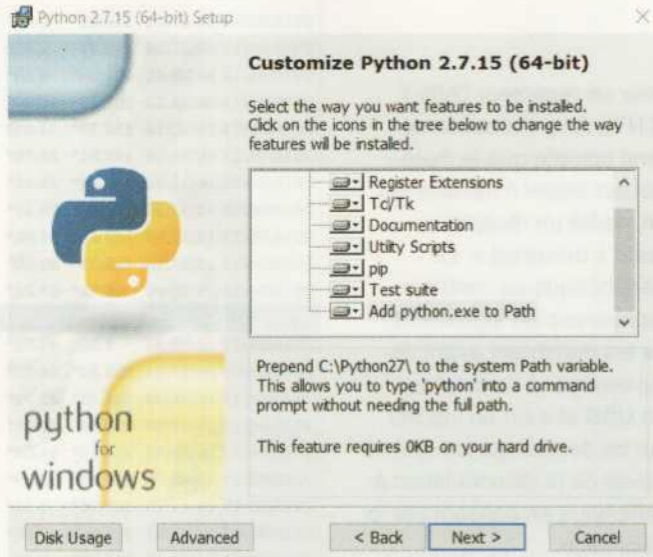 Python 2.7.15 (64-bit) Setup
Customize Python 2.7.15 (64-bit)
Select the way you want features to be installed.
Click on the icons in the tree below to change the way
features will be installed.
Register Extensions
Tcl/Tk
Documentation
Utility Scripts
pip
Test suite
Add python.exe to Path
Prepend C:\Python27\ to the system Path variable.
This allows you to type 'python' into a command
prompt without needing the full path.
This feature requires 0KB on your hard drive.
python
for
windows
Disk Usage
Advanced
< Back
Next >
Cancel